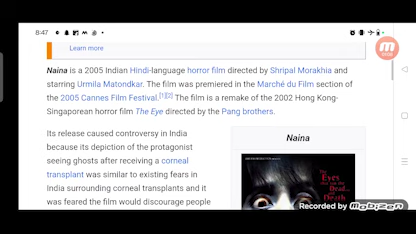 8:47
Learn more
Naina is a 2005 Indian Hindi-language horror film directed by Shripal Morakhia and
starring Urmila Matondkar. The film was premiered in the Marché du Film section of
the 2005 Cannes Film Festival.[1][2] The film is a remake of the 2002 Hong Kong-
Singaporean horror film The Eye directed by the Pang brothers.
Its release caused controversy in India
because its depiction of the protagonist
seeing ghosts after receiving a corneal
transplant was similar to existing fears in
India surrounding corneal transplants and it
was feared the film would discourage people
Naina
Eyes
Dead
Death
Recorded by MOBIZEN